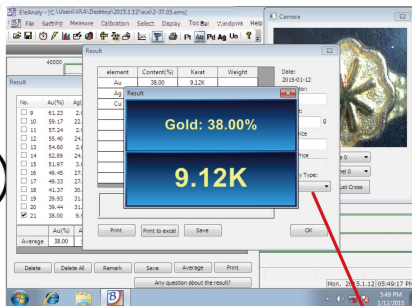 EleAnaly - [C:\Users\XRA\Desktop\2015.1.12\aux\2-37.05.ems]
File Setting Measure Calibration Select Display ToolBar Windows Help
Pt Au Pd Ag Un
Camera
40000
Result
No. Au(%)
9 61.23
10 59.17
11 57.24
12 55.40
13 54.60
14 52.89
15 51.97
16 49.45
17 49.33
18 41.37
19 39.93
20 39.44
21 38.00
Au(%)
Average 38.00
Delete Delete All Remark Save Average Print
Any question about the result?
Result
element Content(%) Karat Weight
Au 38.00 9.12K
Ag
Cu
Date:
2015-01-12
Print Print to excel Save OK
Result
Gold: 38.00%
9.12K
Mon. 2015.1.12 05:49:17 PM
5:49 PM
1/12/2015